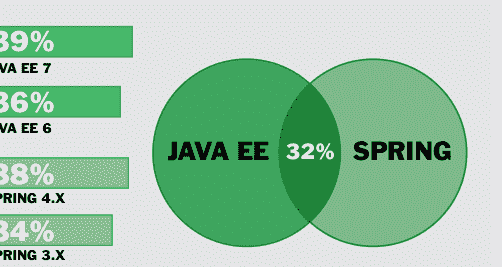 39%
VA EE 7
36%
VA EE 6
38%
PRING 4.X
34%
PRING 3.X
JAVA EE
32%
SPRING